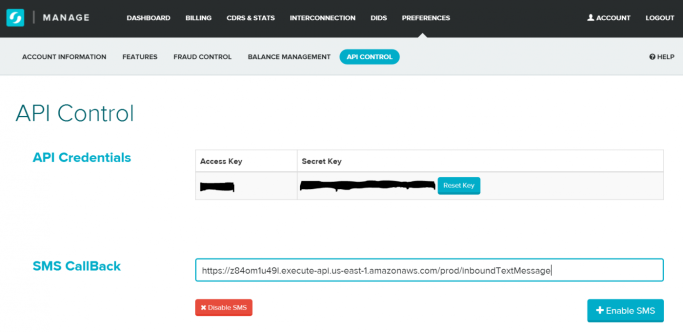 MANAGE DASHBOARD BILLING CDRS & STATS INTERCONNECTION DIDS PREFERENCES ACCOUNT LOGOUT
ACCOUNT INFORMATION FEATURES FRAUD CONTROL BALANCE MANAGEMENT API CONTROL HELP
API Control
API Credentials
Access Key Secret Key
Reset Key
SMS CallBack
https://z84om1u49l.execute-api.us-east-1.amazonaws.com/prod/InboundTextMessage
Disable SMS
Enable SMS